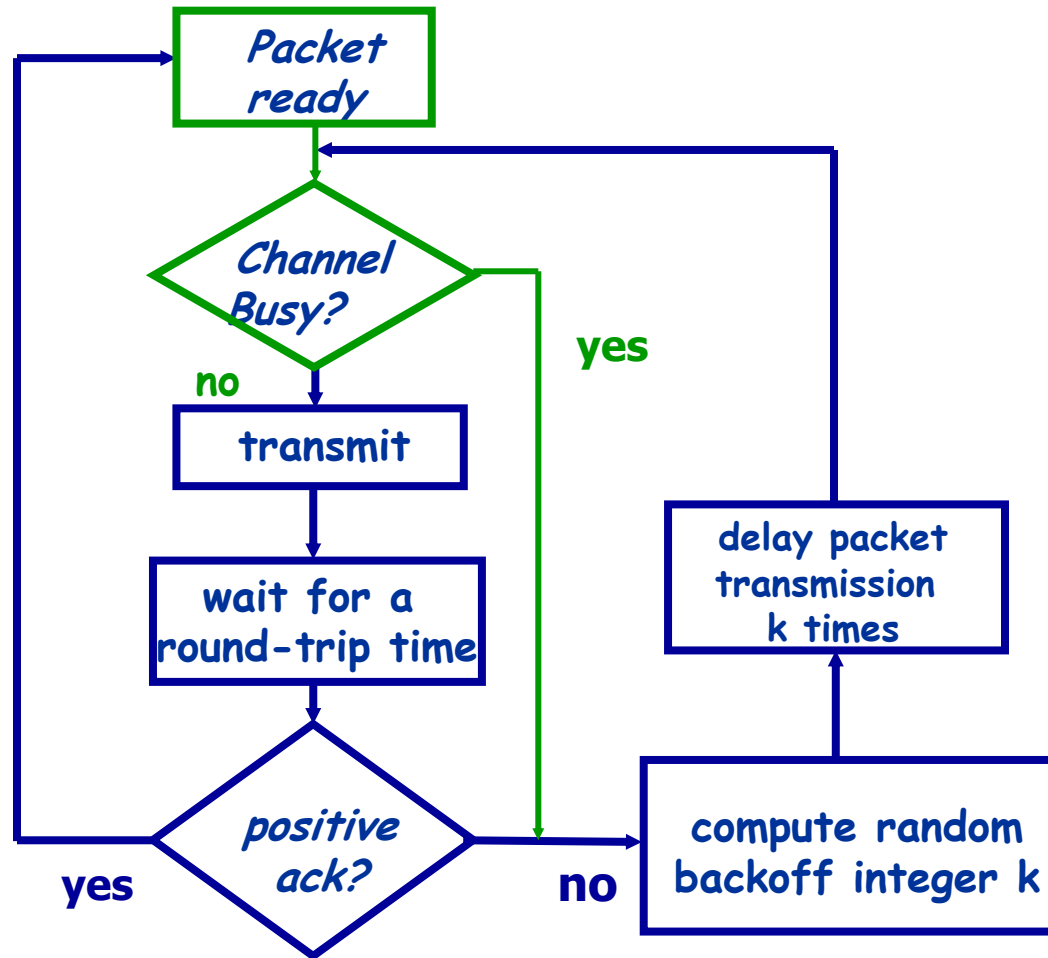 Packet
ready
Channel
Busy?
yes
no
transmit
wait for a
round-trip time
delay packet
transmission
k times
positive
ack?
yes
no
compute random
backoff integer k